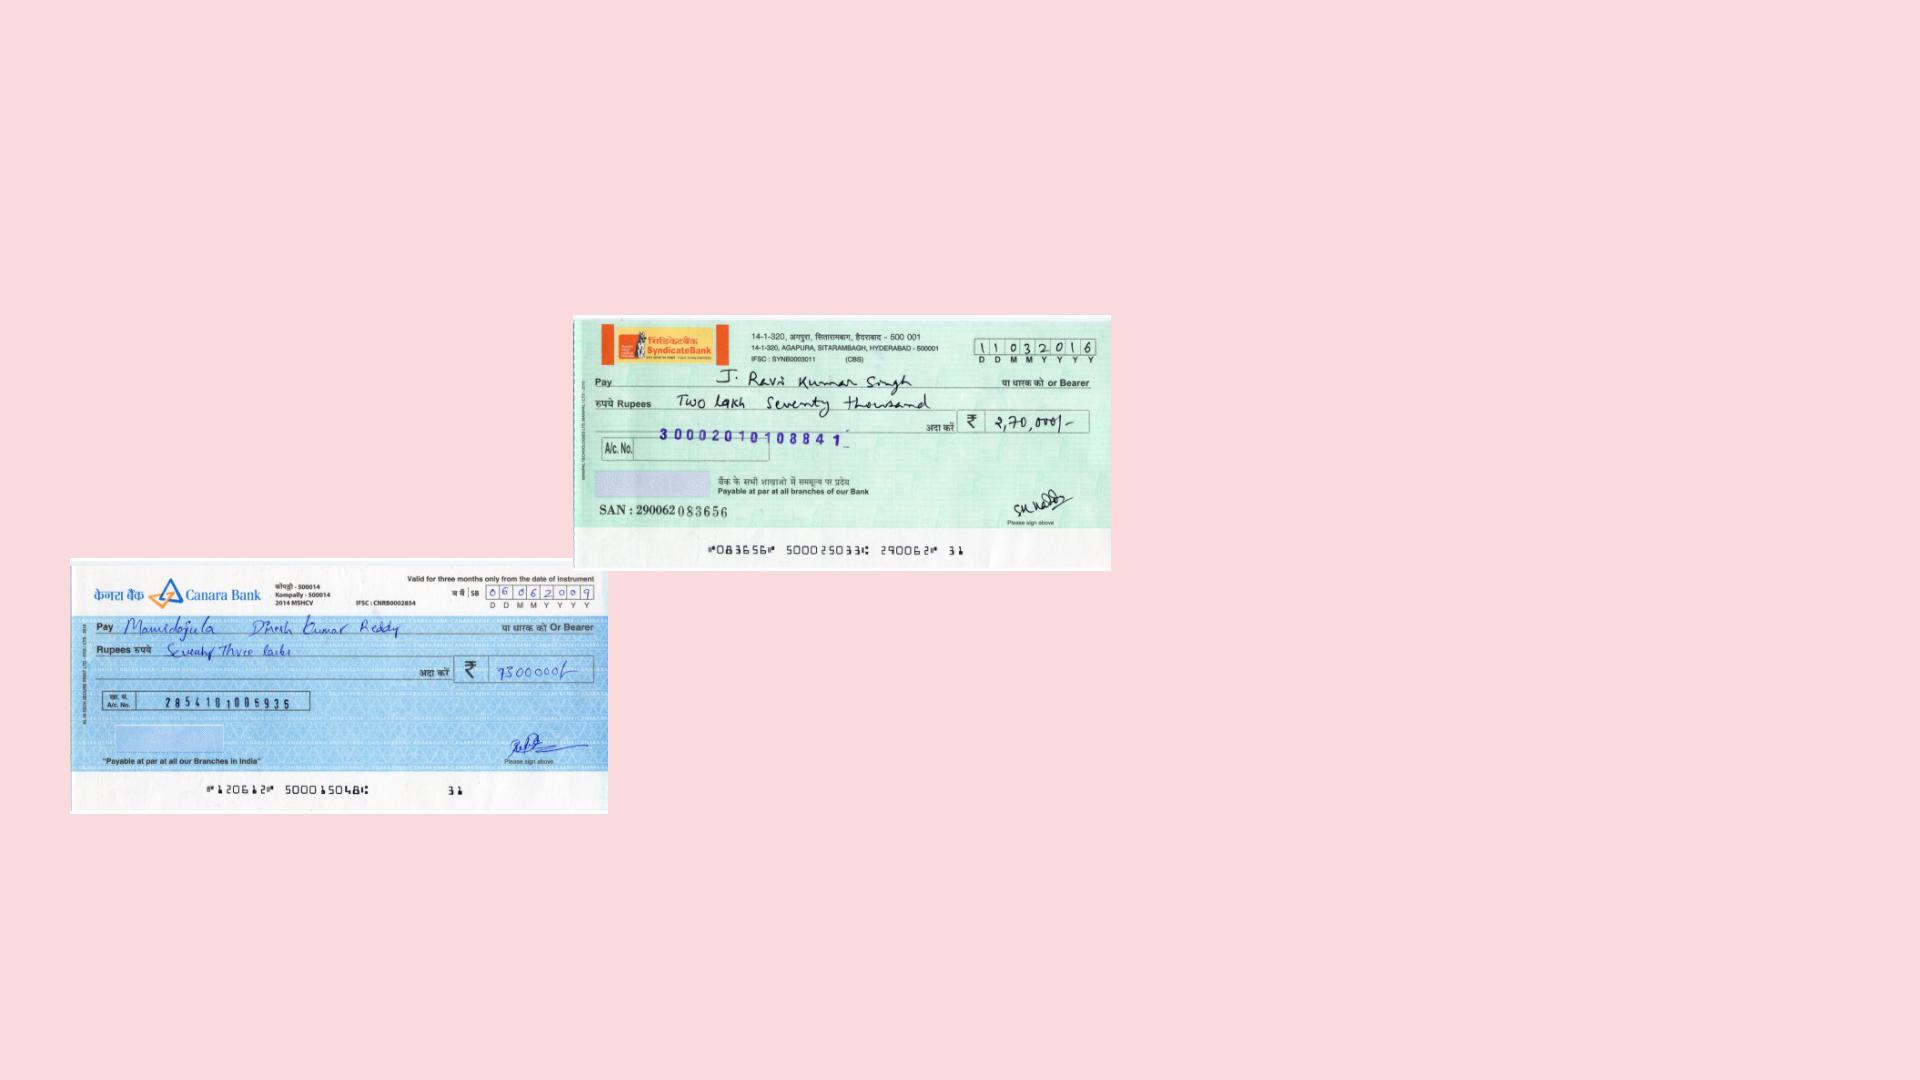 सिंडिकेटबैंक
SyndicateBank
14-1-320, अगपुरा, सितारामबाग, हैदराबाद - 500 001
14-1-320, AGAPURA, SITARAMBAGH, HYDERABAD - 500001
IFSC : SYNB0003011 (CBS)
1 1 0 3 2 0 1 6
D D M M Y Y Y Y
Pay J. Ravi Kumar Singh या धारक को or Bearer
रुपये Rupees Two lakh Seventy thousand
अदा करें ₹ 2,70,000/-
30002010108841
A/c. No.
बैंक के सभी शाखाओ में सममूल्य पर प्रदेय
Payable at par at all branches of our Bank
SAN : 290062 083656
Please sign above
⑈083656⑈ 500025033⑆ 290062⑈ 31
केनरा बैंक Canara Bank
कोंपल्ली - 500014
Kompally - 500014
2014 MSHCV IFSC : CNRB0002854
Valid for three months only from the date of instrument
ब बैं SB 0 6 0 6 2 0 0 9
D D M M Y Y Y Y
Pay Mamidojula Dinesh Kumar Reddy या धारक को Or Bearer
Rupees रुपये Seventy Three lacks
अदा करें ₹ 7300000/-
खा. सं.
A/c. No. 2854101005935
"Payable at par at all our Branches in India"
Please sign above
⑈120612⑈ 500015048⑆ 31